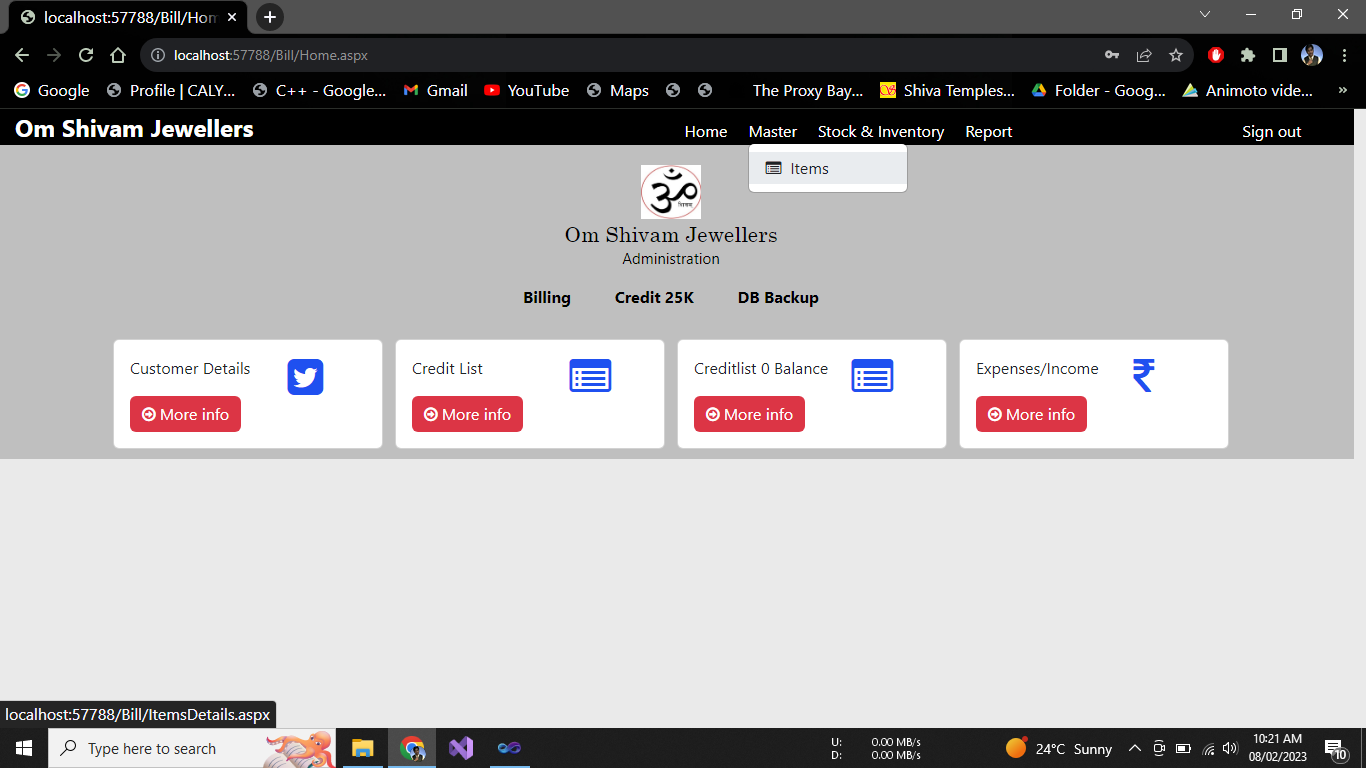 localhost:57788/Bill/Hom
localhost:57788/Bill/Home.aspx
Google Profile | CALY... C++ - Google... Gmail YouTube Maps The Proxy Bay... Shiva Temples... Folder - Goog... Animoto vide... »
Om Shivam Jewellers Home Master Stock & Inventory Report Sign out
Items
ॐ
शिवम
Om Shivam Jewellers
Administration
Billing Credit 25K DB Backup
Customer Details Credit List Creditlist 0 Balance Expenses/Income ₹
More info More info More info More info
localhost:57788/Bill/ItemsDetails.aspx
Type here to search
U: 0.00 MB/s
D: 0.00 MB/s
24°C Sunny
10:21 AM
08/02/2023
10